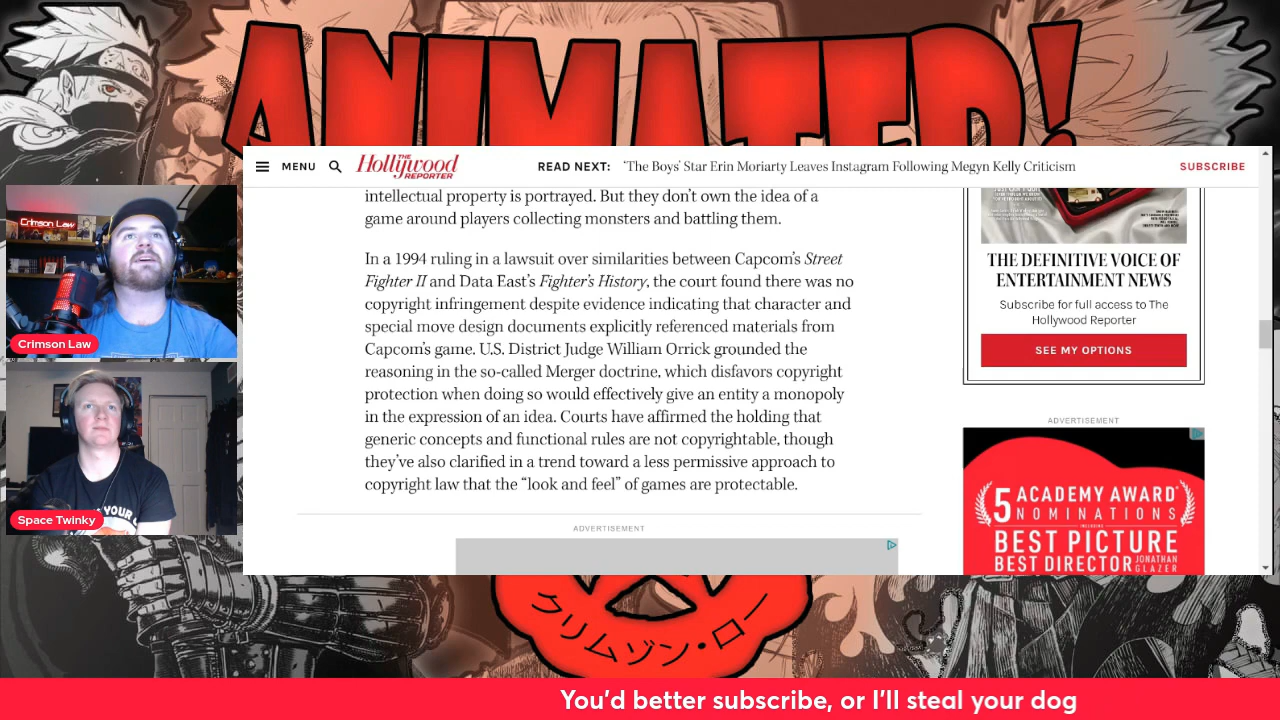 ANIMATED!
MENU
THE
Hollywood
REPORTER
READ NEXT: ‘The Boys’ Star Erin Moriarty Leaves Instagram Following Megyn Kelly Criticism
SUBSCRIBE
intellectual property is portrayed. But they don’t own the idea of a
game around players collecting monsters and battling them.
In a 1994 ruling in a lawsuit over similarities between Capcom’s Street
Fighter II and Data East’s Fighter’s History, the court found there was no
copyright infringement despite evidence indicating that character and
special move design documents explicitly referenced materials from
Capcom’s game. U.S. District Judge William Orrick grounded the
reasoning in the so-called Merger doctrine, which disfavors copyright
protection when doing so would effectively give an entity a monopoly
in the expression of an idea. Courts have affirmed the holding that
generic concepts and functional rules are not copyrightable, though
they’ve also clarified in a trend toward a less permissive approach to
copyright law that the “look and feel” of games are protectable.
ADVERTISEMENT
THE DEFINITIVE VOICE OF
ENTERTAINMENT NEWS
Subscribe for full access to The
Hollywood Reporter
SEE MY OPTIONS
ADVERTISEMENT
5 ACADEMY AWARD
NOMINATIONS
INCLUDING
BEST PICTURE
BEST DIRECTOR JONATHAN
GLAZER
Crimson Law
Crimson Law
YOUR
Space Twinky
クリムゾン・ロー
You’d better subscribe, or I’ll steal your dog